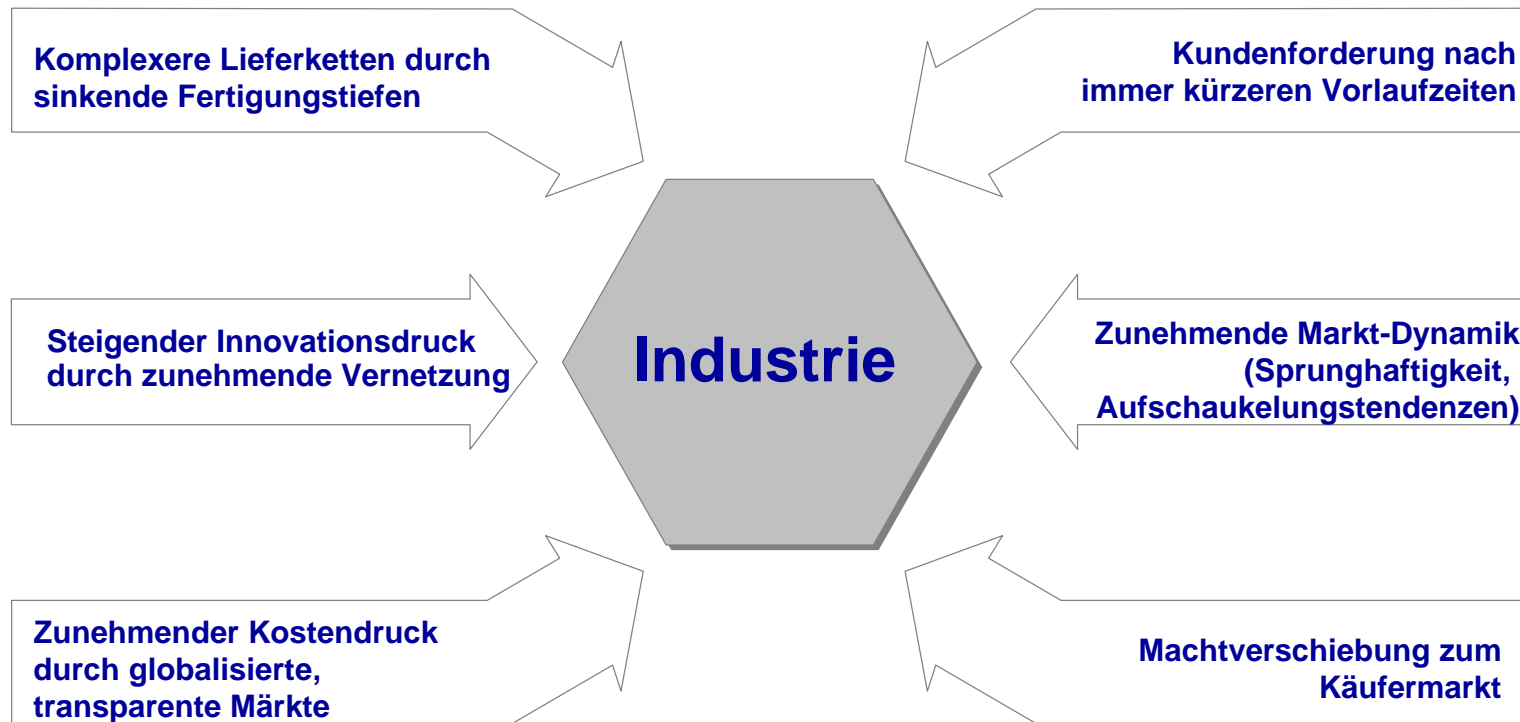 Komplexere Lieferketten durch
sinkende Fertigungstiefen
Kundenforderung nach
immer kürzeren Vorlaufzeiten
Steigender Innovationsdruck
durch zunehmende Vernetzung
Industrie
Zunehmende Markt-Dynamik
(Sprunghaftigkeit,
Aufschaukelungstendenzen)
Zunehmender Kostendruck
durch globalisierte,
transparente Märkte
Machtverschiebung zum
Käufermarkt